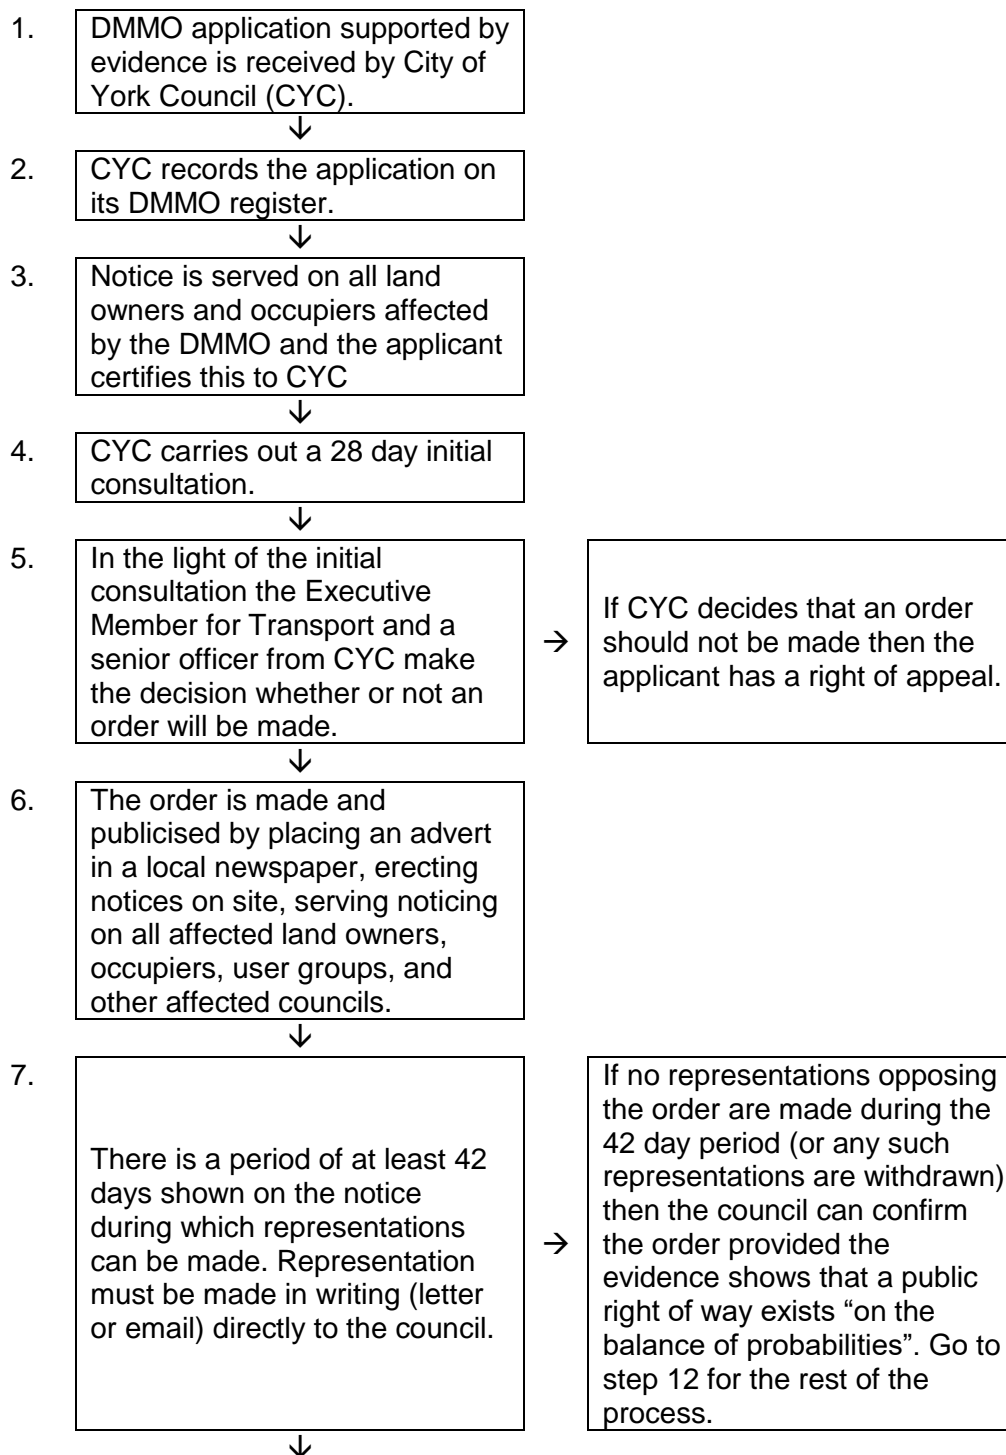 1.
DMMO application supported by
evidence is received by City of
York Council (CYC).
↓
2.
CYC records the application on
its DMMO register.
↓
3.
Notice is served on all land
owners and occupiers affected
by the DMMO and the applicant
certifies this to CYC
↓
4.
CYC carries out a 28 day initial
consultation.
↓
5.
In the light of the initial
consultation the Executive
Member for Transport and a
senior officer from CYC make
the decision whether or not an
order will be made.
→
If CYC decides that an order
should not be made then the
applicant has a right of appeal.
↓
6.
The order is made and
publicised by placing an advert
in a local newspaper, erecting
notices on site, serving noticing
on all affected land owners,
occupiers, user groups, and
other affected councils.
↓
7.
There is a period of at least 42
days shown on the notice
during which representations
can be made. Representation
must be made in writing (letter
or email) directly to the council.
→
If no representations opposing
the order are made during the
42 day period (or any such
representations are withdrawn)
then the council can confirm
the order provided the
evidence shows that a public
right of way exists “on the
balance of probabilities”. Go to
step 12 for the rest of the
process.
↓